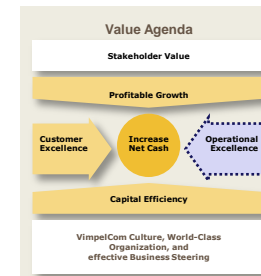 Value Agenda
Stakeholder Value
Profitable Growth
Customer
Excellence
Increase
Net Cash
Operational
Excellence
Capital Efficiency
VimpelCom Culture, World-Class
Organization, and
effective Business Steering